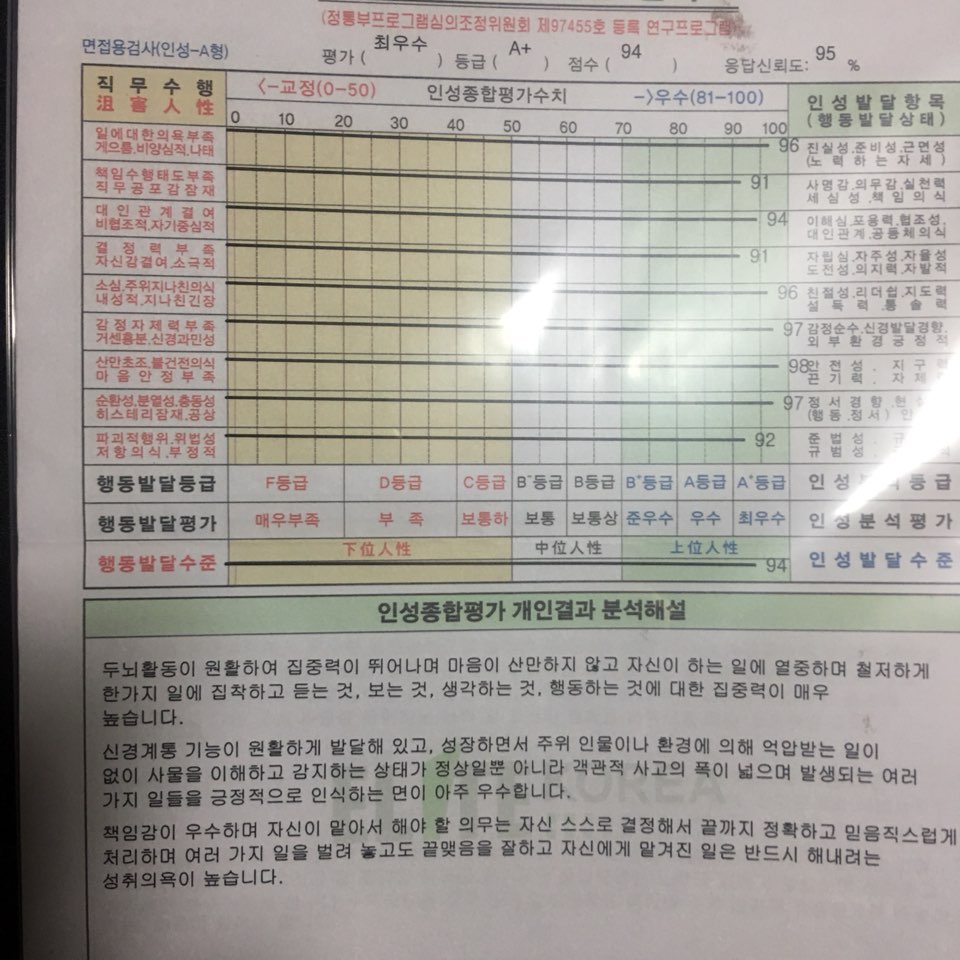 (정통부프로그램심의조정위원회 제97455호 등록 연구프로그램)
면접용검사(인성-A형) 평가 ( 최우수 ) 등급 ( A+ ) 점수 ( 94 ) 응답신뢰도: 95 %
직무수행 <-교정(0-50) 인성종합평가수치 ->우수(81-100) 인성발달항목
沮害人性 (행동발달상태)
0 10 20 30 40 50 60 70 80 90 100
일에대한의욕부족 96 진실성.준비성.근면성
게으름.비양심적.나태 (노력하는자세)
책임수행태도부족 91 사명감.의무감.실천력
직무공포감잠재 세심성.책임의식
대인관계결여 94 이해심.포용력.협조성.
비협조적.자기중심적 대인관계.공동체의식
결정력부족 91 자립심.자주성.자율성
자신감결여.소극적 도전성.의지력.자발적
소심.주위지나친의식 96 친절성.리더쉽.지도력
내성적.지나친긴장 설득력.통솔력
감정자제력부족 97 감정순수.신경발달경향.
거센흥분.신경과민성 외부환경긍정적
산만초조.불건전의식 98 안전성. 지구력
마음안정부족 끈기력. 자제
순환성.분열성.충동성 97 정서경향.현실
히스테리잠재.공상 (행동.정서) 안
파괴적행위.위법성 92 준법성.
저항의식.부정적 규범성.
행동발달등급 F등급 D등급 C등급 B-등급 B등급 B+등급 A등급 A+등급 인성분석등급
행동발달평가 매우부족 부 족 보통하 보통 보통상 준우수 우수 최우수 인성분석평가
행동발달수준 下位人性 中位人性 上位人性 94 인성발달수준
인성종합평가 개인결과 분석해설
두뇌활동이 원활하여 집중력이 뛰어나며 마음이 산만하지 않고 자신이 하는 일에 열중하며 철저하게
한가지 일에 집착하고 듣는 것, 보는 것, 생각하는 것, 행동하는 것에 대한 집중력이 매우
높습니다.
신경계통 기능이 원활하게 발달해 있고, 성장하면서 주위 인물이나 환경에 의해 억압받는 일이
없이 사물을 이해하고 감지하는 상태가 정상일뿐 아니라 객관적 사고의 폭이 넓으며 발생되는 여러
가지 일들을 긍정적으로 인식하는 면이 아주 우수합니다.
KOREA
책임감이 우수하며 자신이 맡아서 해야 할 의무는 자신 스스로 결정해서 끝까지 정확하고 믿음직스럽게
처리하며 여러 가지 일을 벌려 놓고도 끝맺음을 잘하고 자신에게 맡겨진 일은 반드시 해내려는
성취의욕이 높습니다.